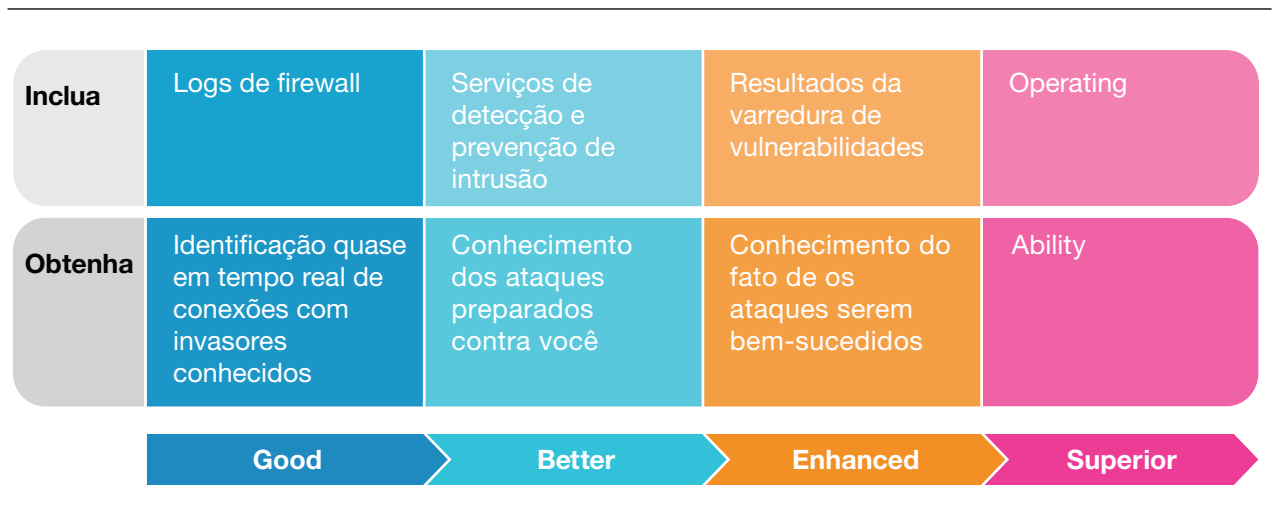 Inclua
Logs de firewall
Serviços de
detecção e
prevenção de
intrusão
Resultados da
varredura de
vulnerabilidades
Operating
Obtenha
Identificação quase
em tempo real de
conexões com
invasores
conhecidos
Conhecimento
dos ataques
preparados
contra você
Conhecimento do
fato de os
ataques serem
bem-sucedidos
Ability
Good
Better
Enhanced
Superior